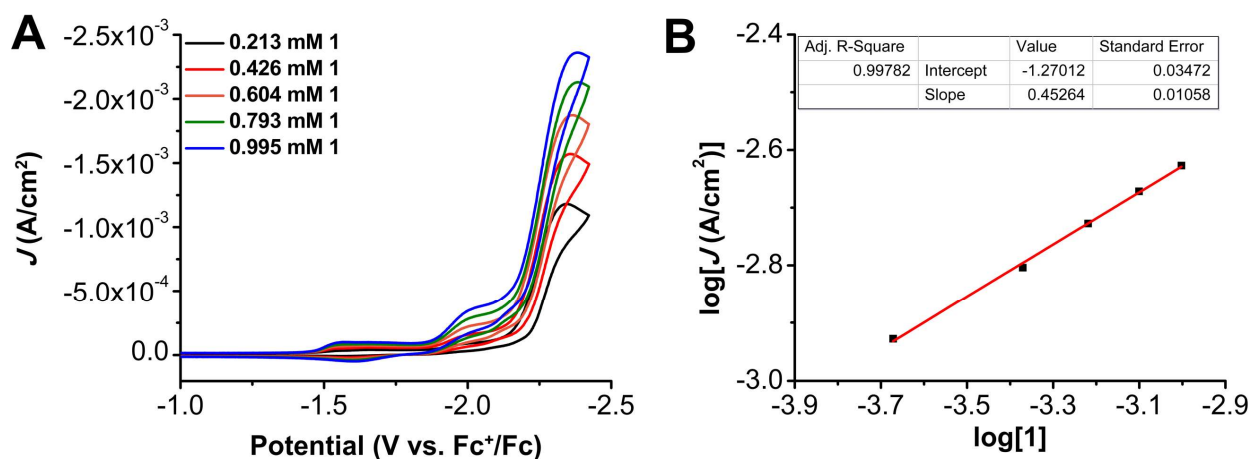 A
J (A/cm²)
-2.5x10⁻³
-2.0x10⁻³
-1.5x10⁻³
-1.0x10⁻³
-5.0x10⁻⁴
0.0
0.213 mM 1
0.426 mM 1
0.604 mM 1
0.793 mM 1
0.995 mM 1
-1.0 -1.5 -2.0 -2.5
Potential (V vs. Fc⁺/Fc)
B
log[J (A/cm²)]
-2.4
-2.6
-2.8
-3.0
Adj. R-Square Value Standard Error
0.99782 Intercept -1.27012 0.03472
Slope 0.45264 0.01058
-3.9 -3.7 -3.5 -3.3 -3.1 -2.9
log[1]